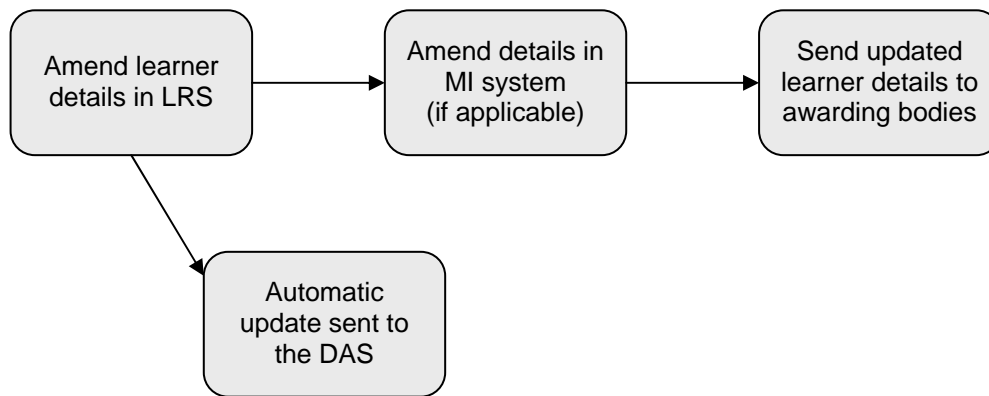 Amend learner
details in LRS
Amend details in
MI system
(if applicable)
Send updated
learner details to
awarding bodies
Automatic
update sent to
the DAS